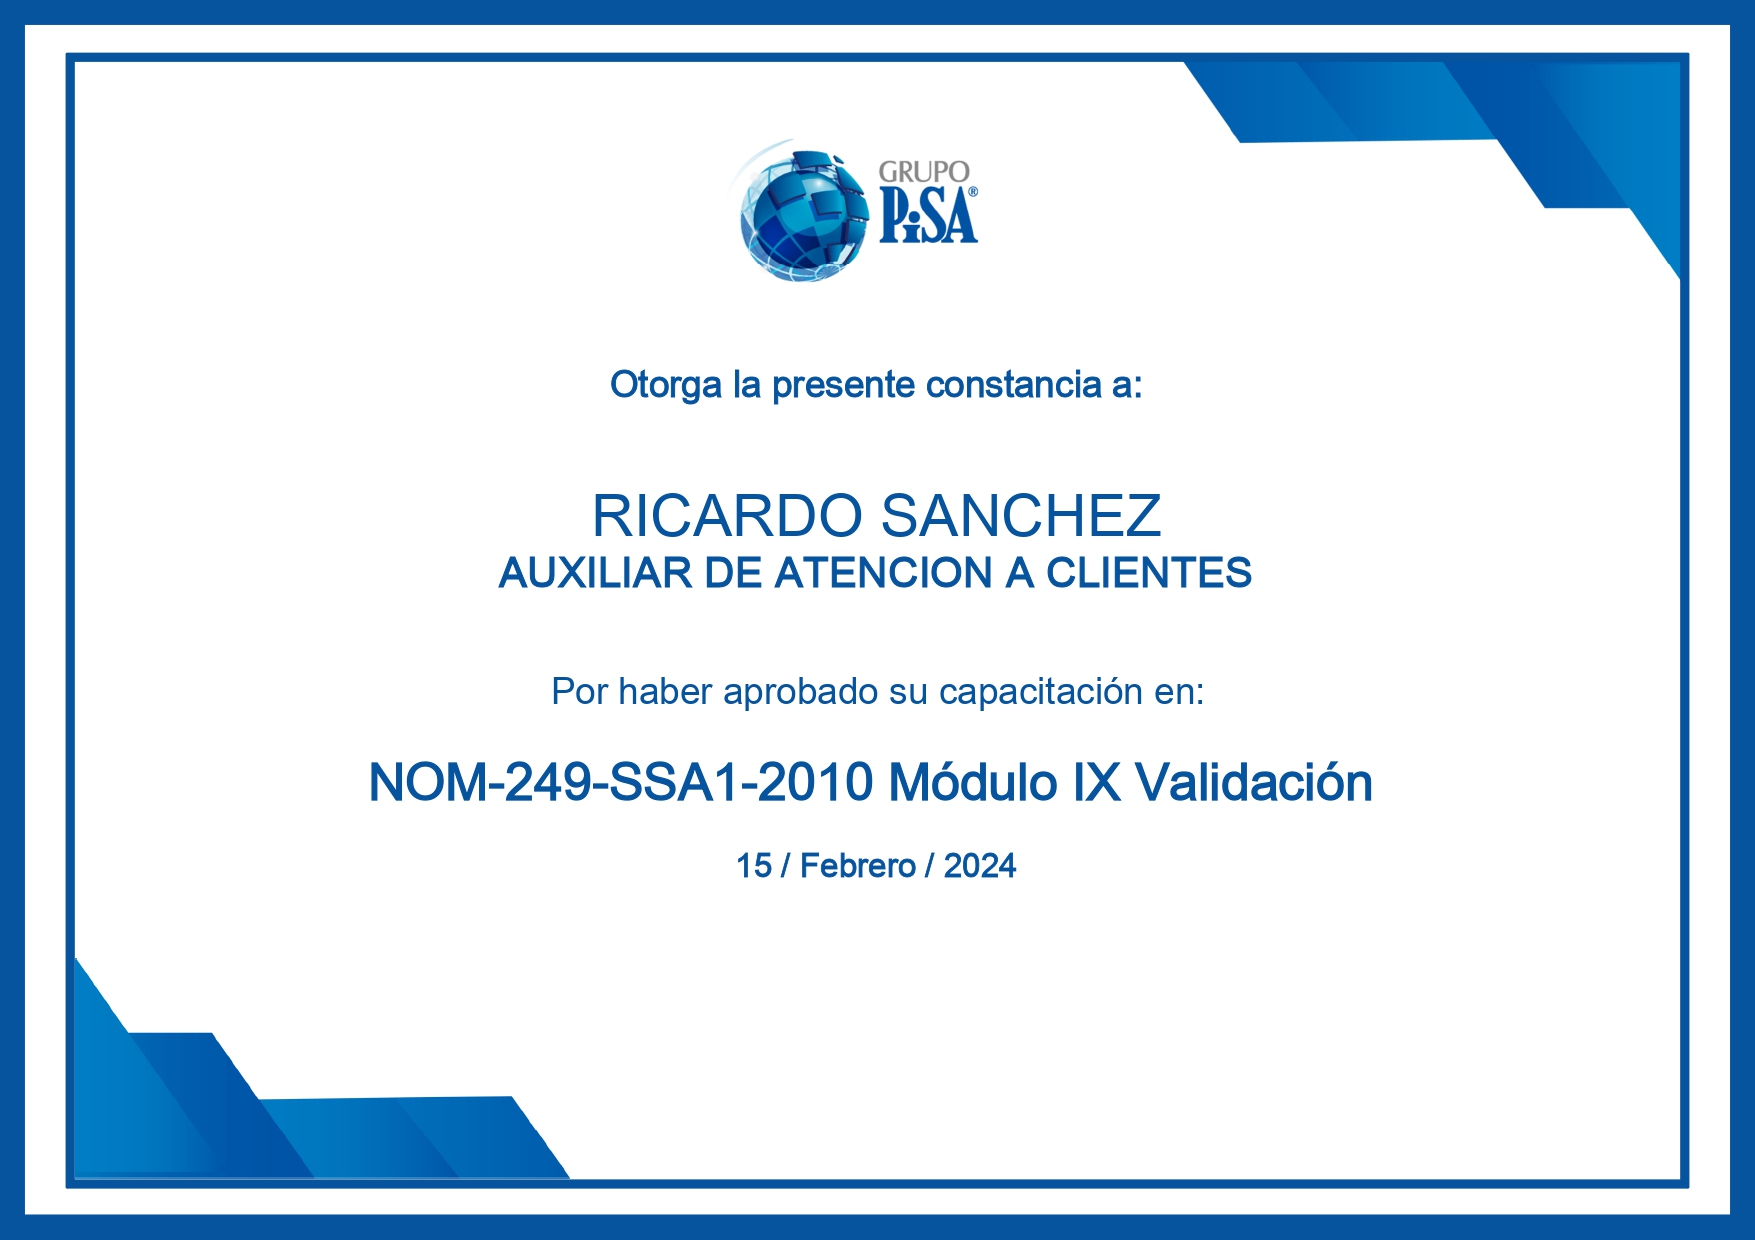 GRUPO
PiSA®
Otorga la presente constancia a:
RICARDO SANCHEZ
AUXILIAR DE ATENCION A CLIENTES
Por haber aprobado su capacitación en:
NOM-249-SSA1-2010 Módulo IX Validación
15 / Febrero / 2024